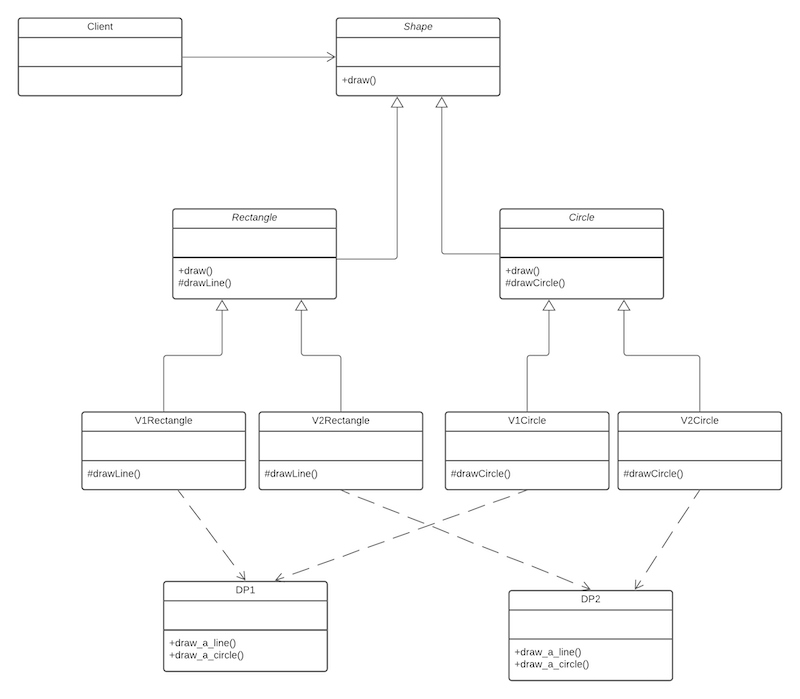 Client
Shape
+draw()
Rectangle
+draw()
#drawLine()
Circle
+draw()
#drawCircle()
V1Rectangle
#drawLine()
V2Rectangle
#drawLine()
V1Circle
#drawCircle()
V2Circle
#drawCircle()
DP1
+draw_a_line()
+draw_a_circle()
DP2
+draw_a_line()
+draw_a_circle()